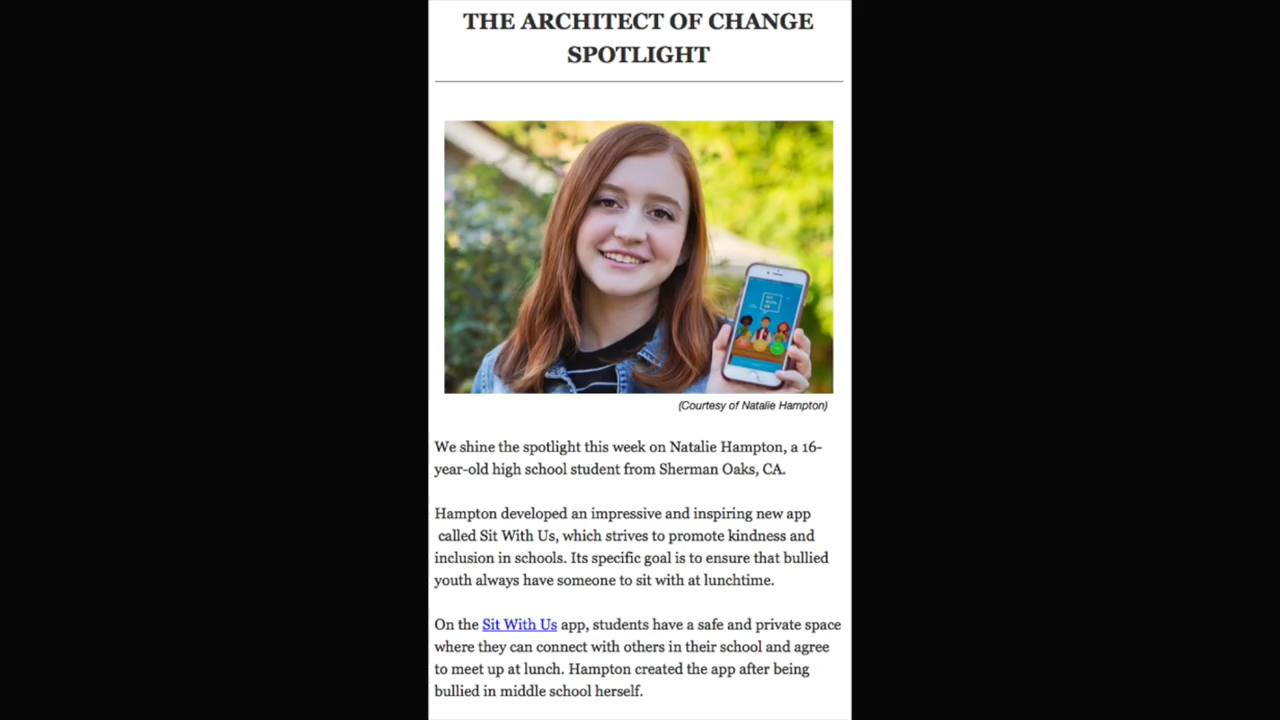 THE ARCHITECT OF CHANGE
SPOTLIGHT
SIT
WITH
US
(Courtesy of Natalie Hampton)
We shine the spotlight this week on Natalie Hampton, a 16-
year-old high school student from Sherman Oaks, CA.
Hampton developed an impressive and inspiring new app
called Sit With Us, which strives to promote kindness and
inclusion in schools. Its specific goal is to ensure that bullied
youth always have someone to sit with at lunchtime.
On the Sit With Us app, students have a safe and private space
where they can connect with others in their school and agree
to meet up at lunch. Hampton created the app after being
bullied in middle school herself.